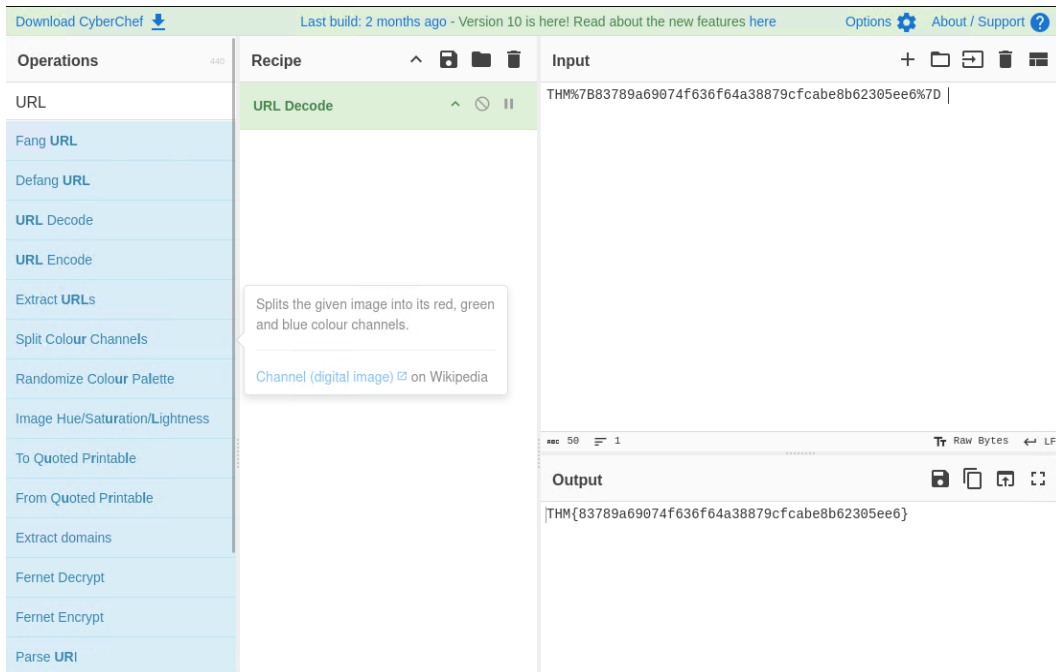 Download CyberChef
Last build: 2 months ago - Version 10 is here! Read about the new features here
Options
About / Support
Operations
440
Recipe
Input
URL
Fang URL
Defang URL
URL Decode
URL Encode
Extract URLs
Split Colour Channels
Randomize Colour Palette
Image Hue/Saturation/Lightness
To Quoted Printable
From Quoted Printable
Extract domains
Fernet Decrypt
Fernet Encrypt
Parse URI
URL Decode
Splits the given image into its red, green
and blue colour channels.
Channel (digital image) on Wikipedia
THM%7B83789a69074f636f64a38879cfcabe8b62305ee6%7D
ABC 50 1
Raw Bytes LF
Output
THM{83789a69074f636f64a38879cfcabe8b62305ee6}